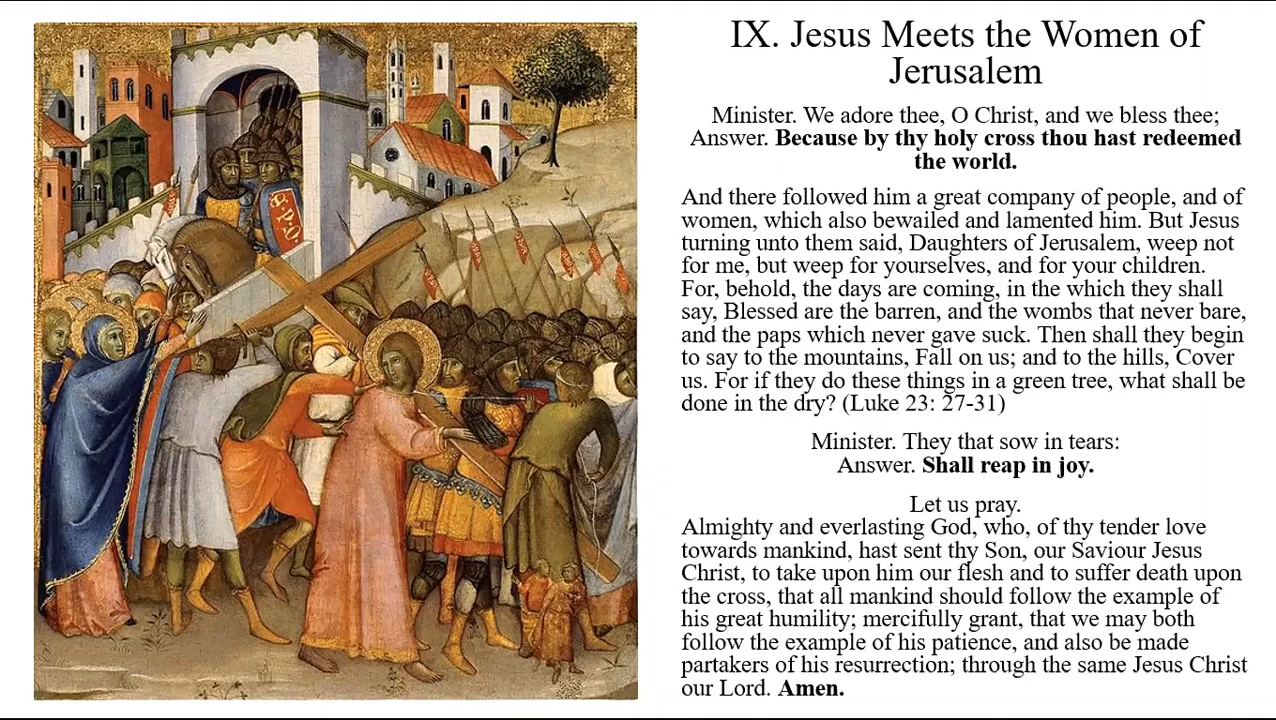 IX. Jesus Meets the Women of
Jerusalem
Minister. We adore thee, O Christ, and we bless thee;
Answer. Because by thy holy cross thou hast redeemed
the world.
And there followed him a great company of people, and of
women, which also bewailed and lamented him. But Jesus
turning unto them said, Daughters of Jerusalem, weep not
for me, but weep for yourselves, and for your children.
For, behold, the days are coming, in the which they shall
say, Blessed are the barren, and the wombs that never bare,
and the paps which never gave suck. Then shall they begin
to say to the mountains, Fall on us; and to the hills, Cover
us. For if they do these things in a green tree, what shall be
done in the dry? (Luke 23: 27-31)
Minister. They that sow in tears:
Answer. Shall reap in joy.
Let us pray.
Almighty and everlasting God, who, of thy tender love
towards mankind, hast sent thy Son, our Saviour Jesus
Christ, to take upon him our flesh and to suffer death upon
the cross, that all mankind should follow the example of
his great humility; mercifully grant, that we may both
follow the example of his patience, and also be made
partakers of his resurrection; through the same Jesus Christ
our Lord. Amen.